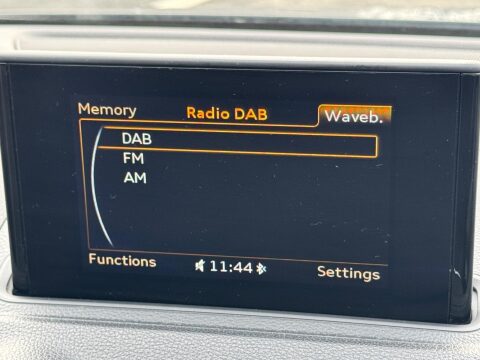 Memory Radio DAB Waveb.
DAB
FM
AM
Functions 11:44 Settings